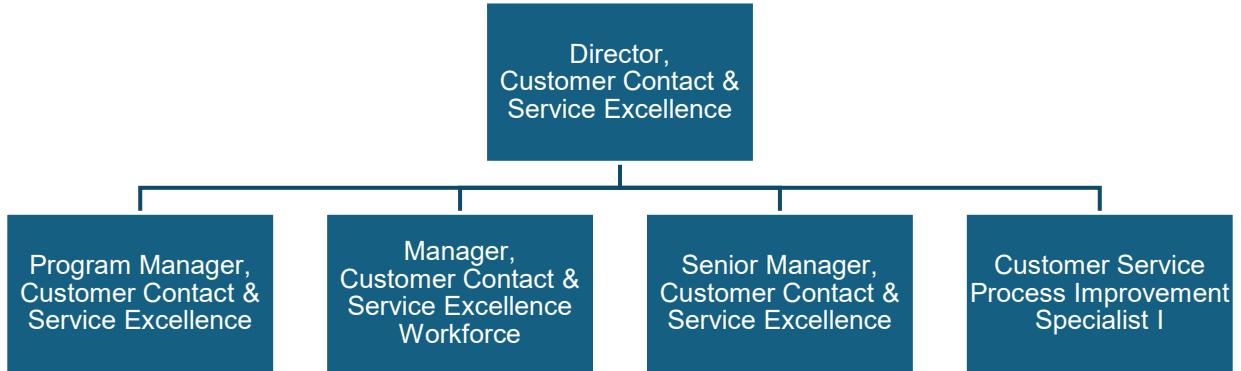 Director,
Customer Contact &
Service Excellence
Program Manager,
Customer Contact &
Service Excellence
Manager,
Customer Contact &
Service Excellence
Workforce
Senior Manager,
Customer Contact &
Service Excellence
Customer Service
Process Improvement
Specialist I